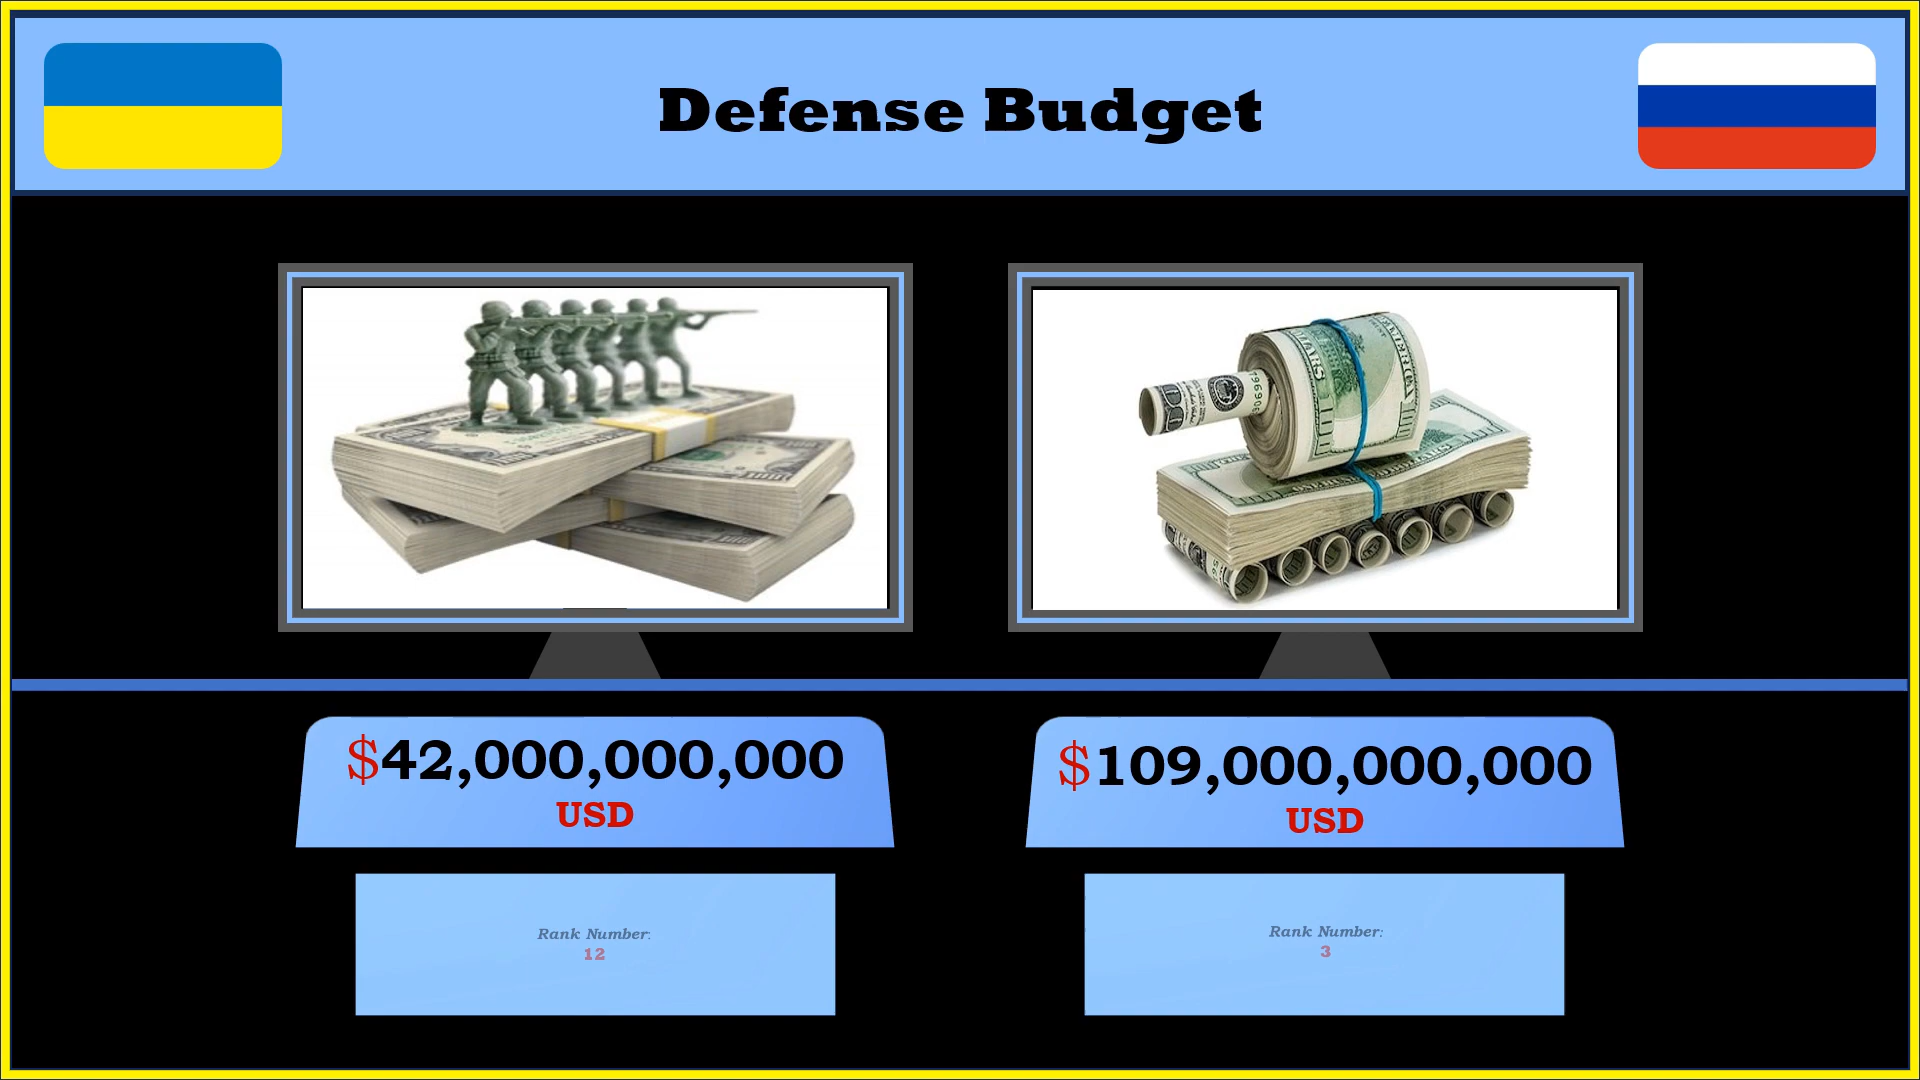 Defense Budget
$42,000,000,000
USD
$109,000,000,000
USD
Rank Number:
12
Rank Number:
3